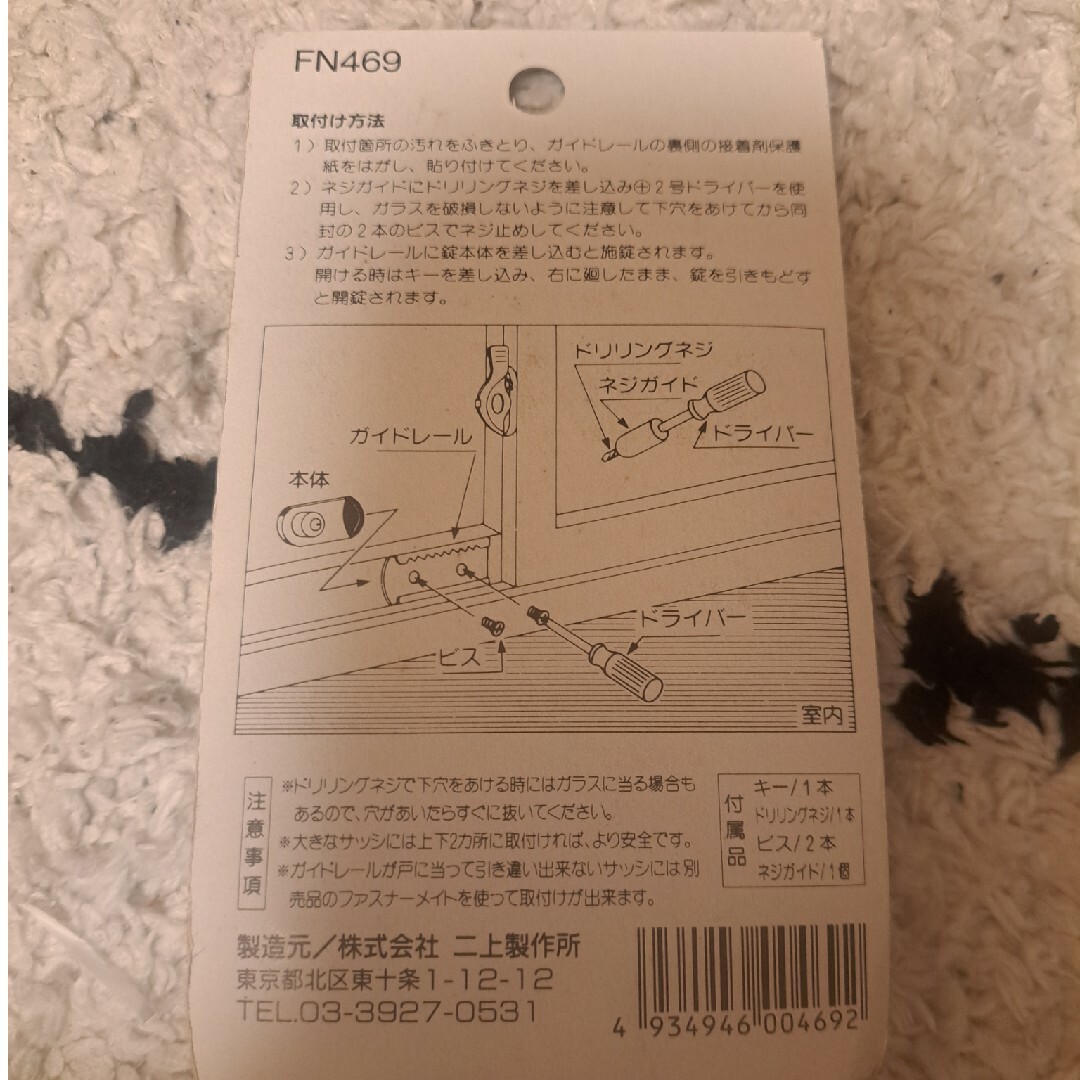 FN469
取付け方法
1）取付箇所の汚れをふきとり、ガイドレールの裏側の接着剤保護
紙をはがし、貼り付けてください。
2）ネジガイドにドリリングネジを差し込み⊕2号ドライバーを使
用し、ガラスを破損しないように注意して下穴をあけてから同
封の2本のビスでネジ止めしてください。
3）ガイドレールに錠本体を差し込むと施錠されます。
開ける時はキーを差し込み、右に廻したまま、錠を引きもどす
と開錠されます。
ドリリングネジ
ネジガイド
ドライバー
ガイドレール
本体
ドライバー
ビス
室内
注意事項
※ドリリングネジで下穴をあける時にはガラスに当る場合も
あるので、穴があいたらすぐに抜いてください。
※大きなサッシには上下2カ所に取付ければ、より安全です。
※ガイドレールが戸に当って引き違い出来ないサッシには別
売品のファスナーメイトを使って取付けが出来ます。
付属品
キー/1本
ドリリングネジ/1本
ビス/2本
ネジガイド/1個
製造元／株式会社 二上製作所
東京都北区東十条1-12-12
TEL.03-3927-0531
4 934946 004692